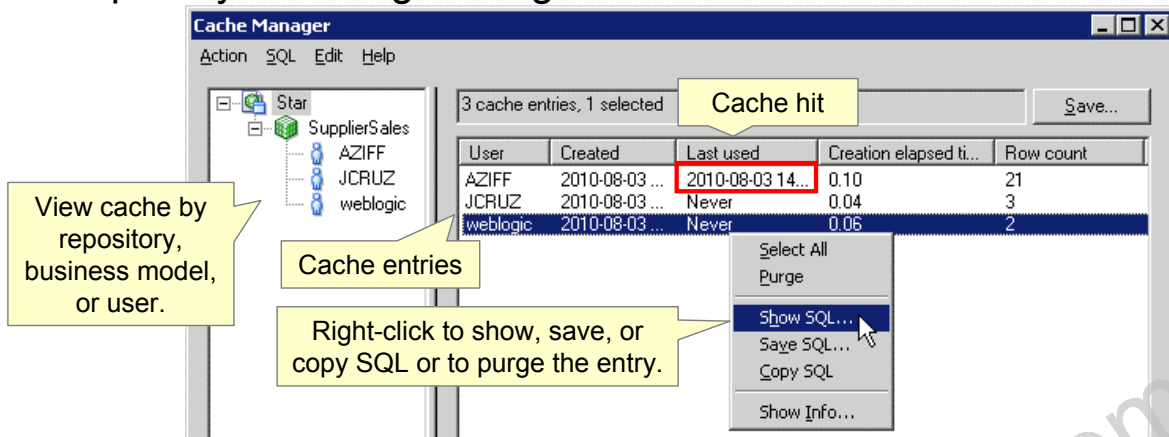 Cache Manager
Action SQL Edit Help
Star
SupplierSales
AZIFF
JCRUZ
weblogic
View cache by
repository,
business model,
or user.
3 cache entries, 1 selected
Cache hit
Save...
User Created Last used Creation elapsed ti... Row count
AZIFF 2010-08-03 ... 2010-08-03 14... 0.10 21
JCRUZ 2010-08-03 ... Never 0.04 3
weblogic 2010-08-03 ... Never 0.06 2
Cache entries
Right-click to show, save, or
copy SQL or to purge the entry.
Select All
Purge
Show SQL...
Save SQL...
Copy SQL
Show Info...